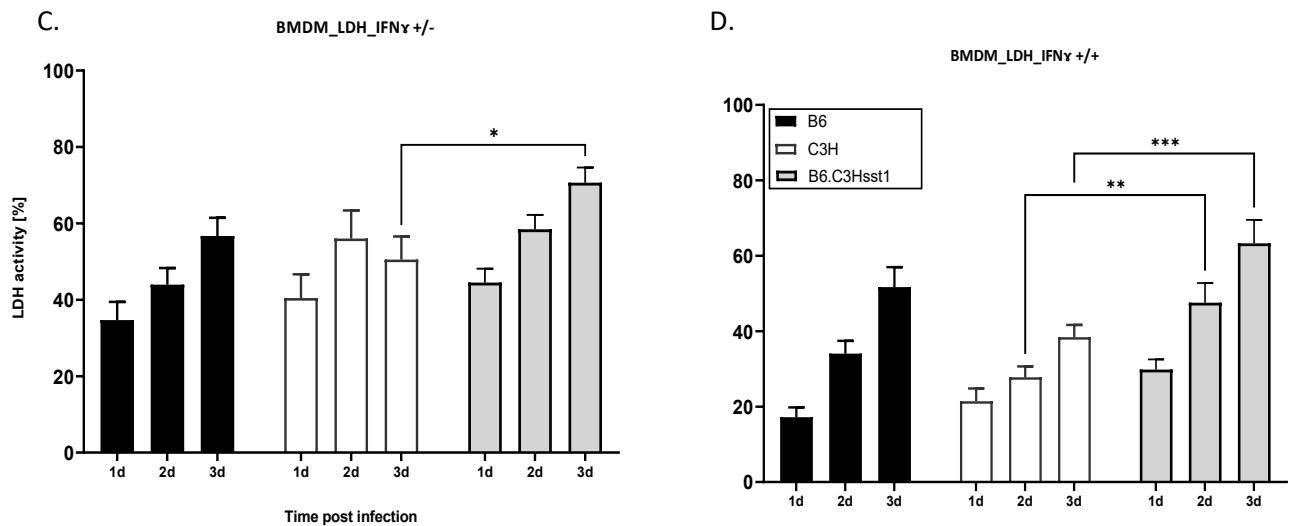 C.
BMDM_LDH_IFNɤ +/-
100
80
60
40
20
0
LDH activity [%]
*
1d 2d 3d 1d 2d 3d 1d 2d 3d
Time post infection
D.
BMDM_LDH_IFNɤ +/+
100
80
60
40
20
0
B6
C3H
B6.C3Hsst1
***
**
1d 2d 3d 1d 2d 3d 1d 2d 3d